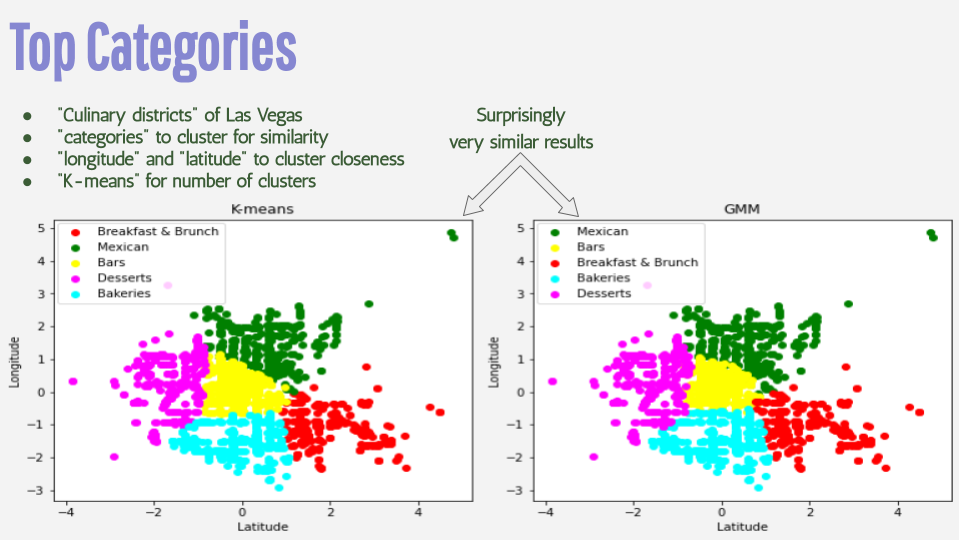 Top Categories
● "Culinary districts" of Las Vegas
● "categories" to cluster for similarity
● "longitude" and "latitude" to cluster closeness
● "K-means" for number of clusters
Surprisingly
very similar results
K-means
Breakfast & Brunch
Mexican
Bars
Desserts
Bakeries
5
4
3
2
1
0
−1
−2
−3
Longitude
−4 −2 0 2 4
Latitude
GMM
Mexican
Bars
Breakfast & Brunch
Bakeries
Desserts
5
4
3
2
1
0
−1
−2
−3
Longitude
−4 −2 0 2 4
Latitude